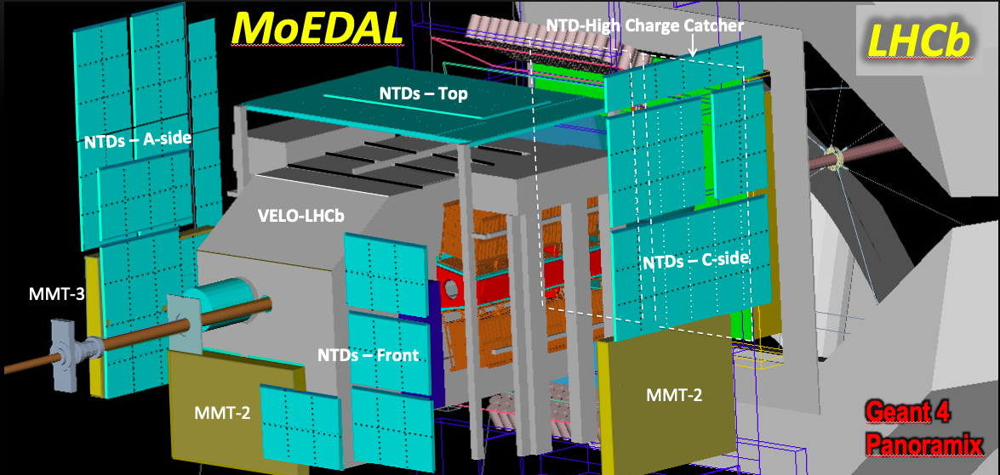 MoEDAL
NTD-High Charge Catcher
LHCb
NTDs – Top
NTDs – A-side
VELO-LHCb
NTDs – C-side
MMT-3
NTDs – Front
MMT-2
MMT-2
Geant 4
Panoramix